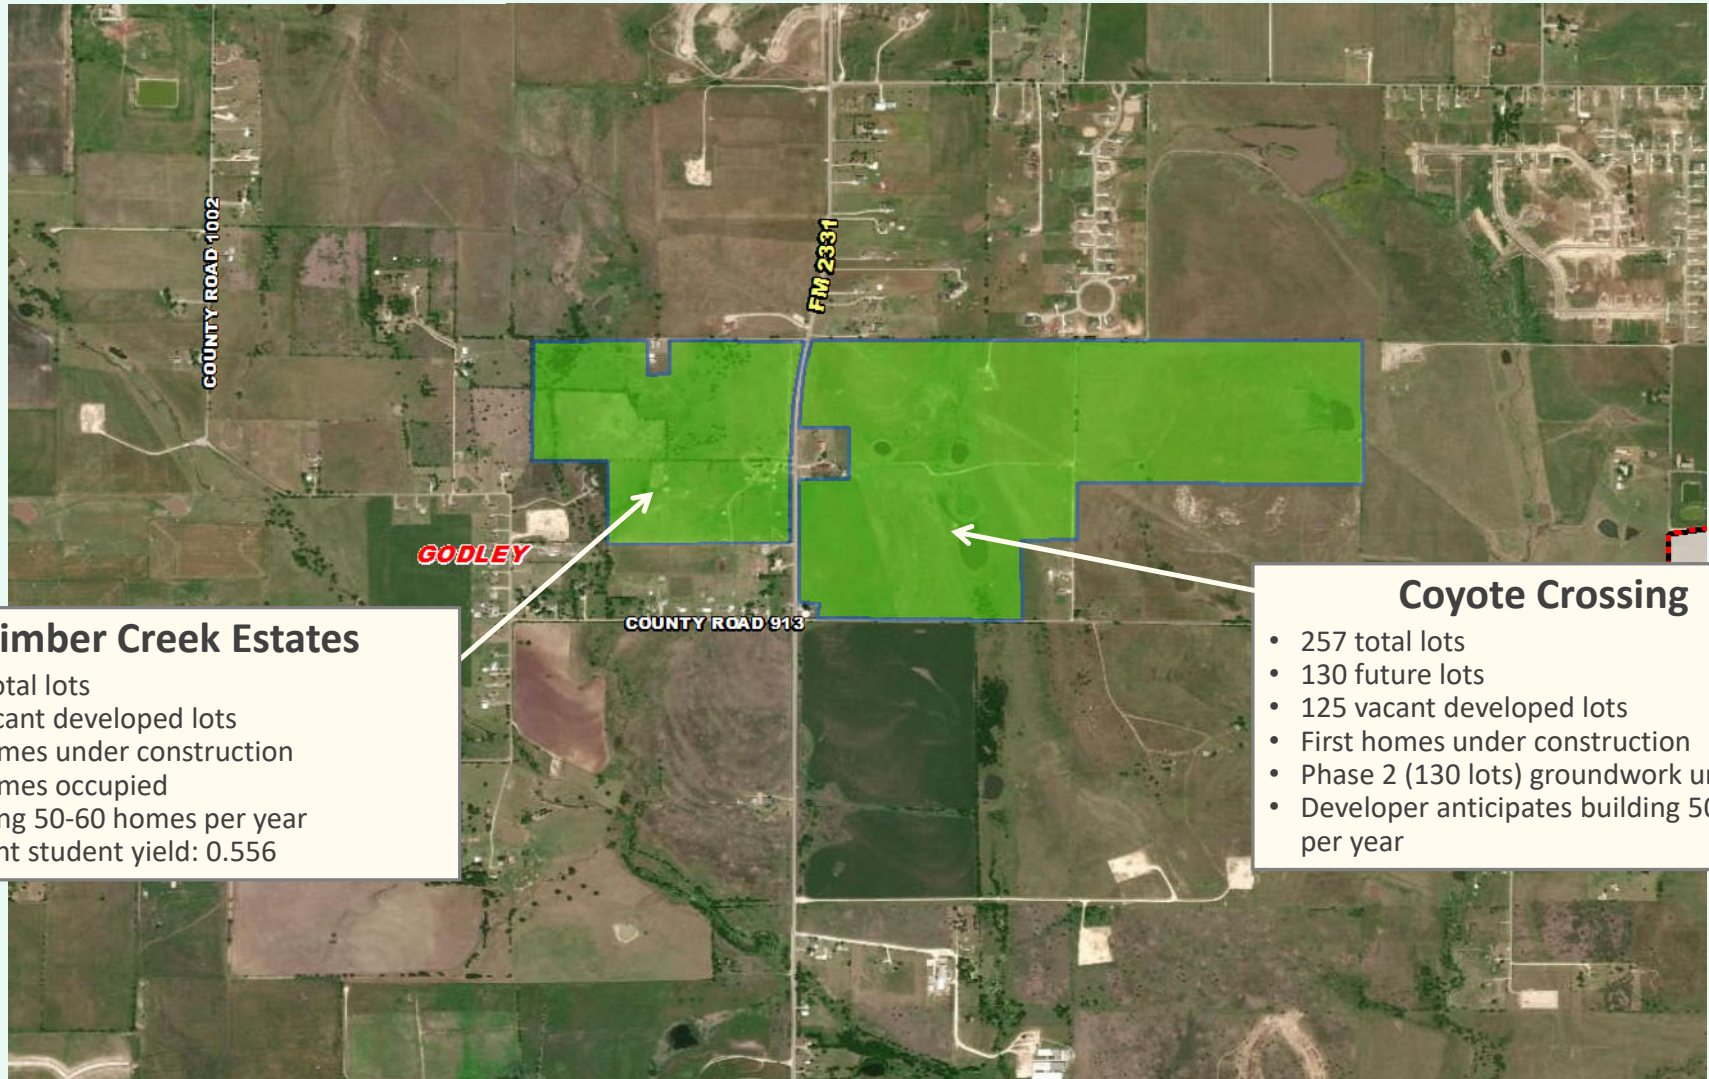 COUNTY ROAD 1002
FM 2331
GODLEY
COUNTY ROAD 913
imber Creek Estates
otal lots
cant developed lots
mes under construction
mes occupied
ng 50-60 homes per year
nt student yield: 0.556
Coyote Crossing
• 257 total lots
• 130 future lots
• 125 vacant developed lots
• First homes under construction
• Phase 2 (130 lots) groundwork u
• Developer anticipates building 50
per year